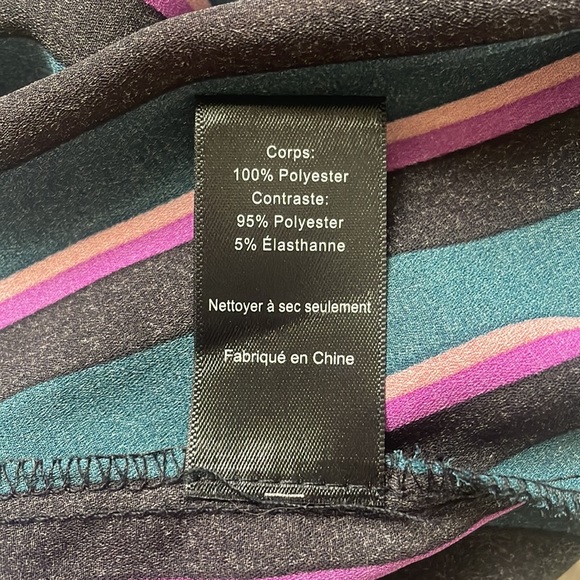 Corps:
100% Polyester
Contraste:
95% Polyester
5% Élasthanne
Nettoyer à sec seulement
Fabriqué en Chine